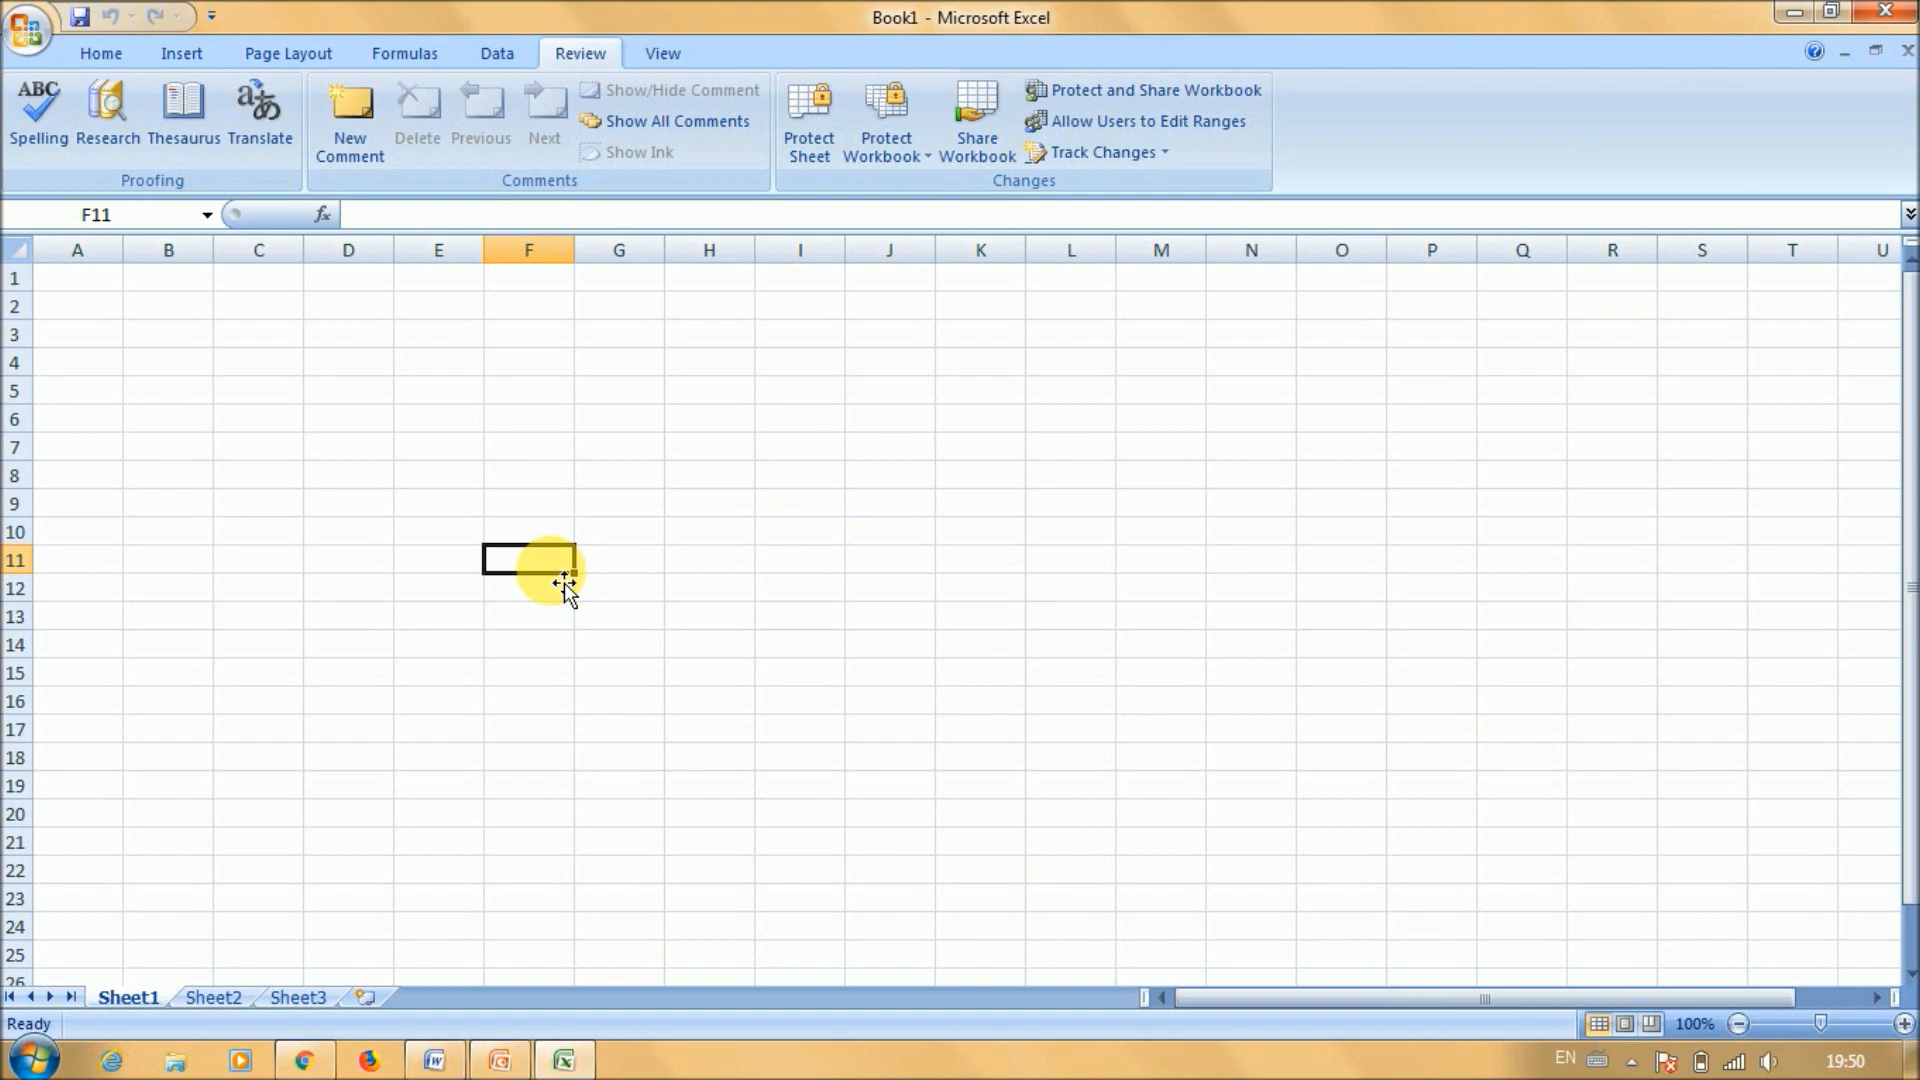 Book1 - Microsoft Excel
Home Insert Page Layout Formulas Data Review View
ABC
Spelling Research Thesaurus Translate
Proofing
New Comment
Delete Previous Next
Show/Hide Comment
Show All Comments
Show Ink
Comments
Protect Sheet
Protect Workbook
Share Workbook
Protect and Share Workbook
Allow Users to Edit Ranges
Track Changes
Changes
F11 fx
A B C D E F G H I J K L M N O P Q R S T U
1
2
3
4
5
6
7
8
9
10
11
12
13
14
15
16
17
18
19
20
21
22
23
24
25
26
Sheet1 Sheet2 Sheet3
Ready 100%
EN 19:50